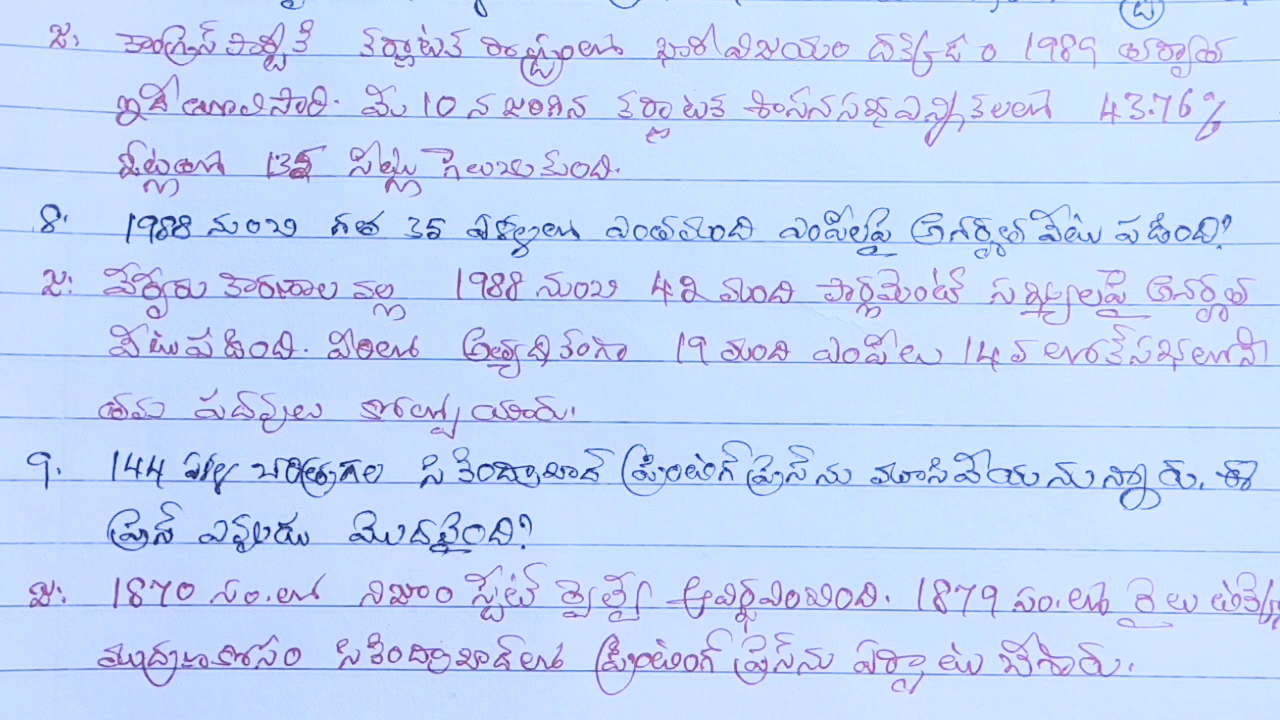 జ: కాంగ్రెస్ పార్టీకి కర్ణాటక రాష్ట్రంలో భారీ విజయం దక్కడం 1989 తర్వాత
ఇదే తొలిసారి. మే 10 న జరిగిన కర్ణాటక శాసనసభ ఎన్నికలలో 43.76%
ఓట్లతో 135 సీట్లు గెలుచుకుంది.
8. 1988 నుంచి గత 35 ఏళ్లలో ఎంతమంది ఎంపీలపై అనర్హత వేటు పడింది?
జ: వేర్వేరు కారణాల వల్ల 1988 నుంచి 42 మంది పార్లమెంట్ సభ్యులపై అనర్హత
వేటు పడింది. వీరిలో అత్యధికంగా 19 మంది ఎంపీలు 14వ లోక్‌సభలోనే
తమ పదవులు కోల్పోయారు.
9. 144 ఏళ్ల చరిత్రగల సికింద్రాబాద్ ప్రింటింగ్ ప్రెస్‌ను మూసివేయనున్నారు. ఈ
ప్రెస్ ఎప్పుడు మొదలైంది?
జ: 1870 సం.లో నిజాం స్టేట్ రైల్వే ఆవిర్భవించింది. 1879 సం.లో రైలు టికెట్ల
ముద్రణ కోసం సికింద్రాబాద్‌లో ప్రింటింగ్ ప్రెస్‌ను ఏర్పాటు చేశారు.